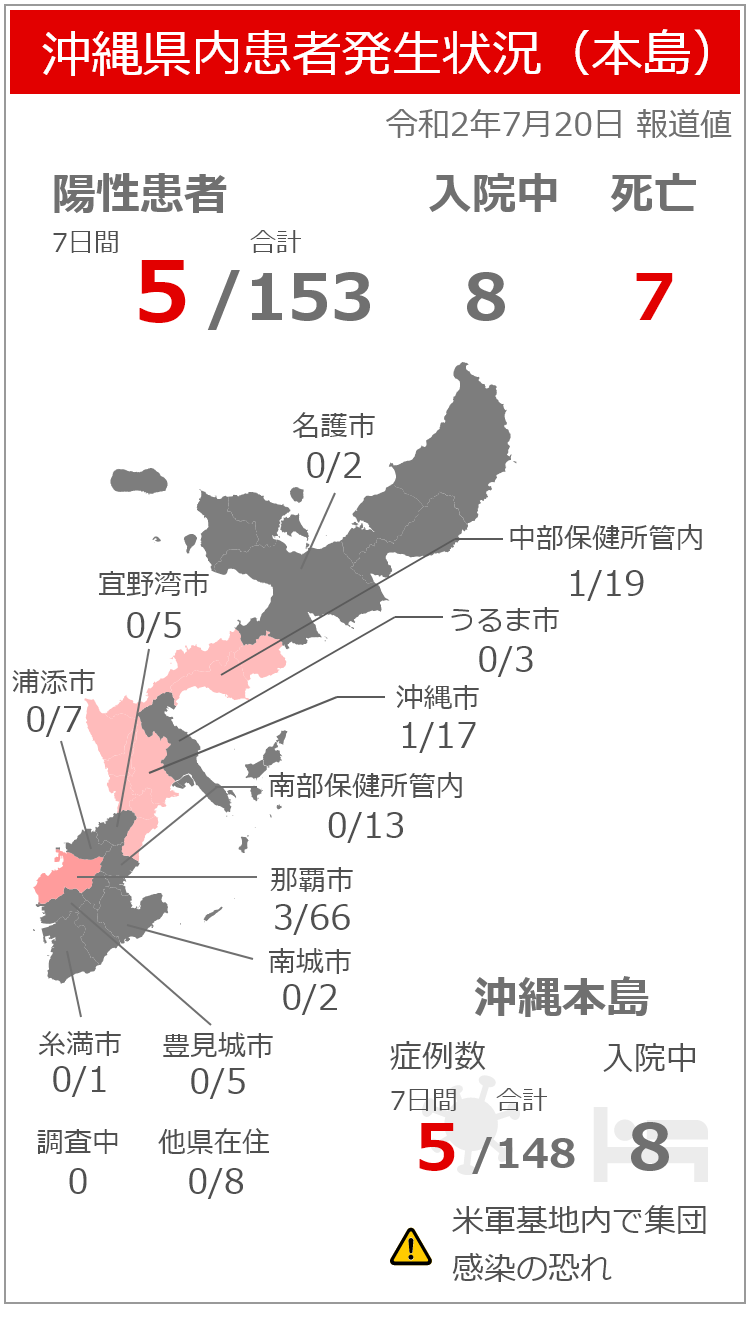 沖縄県内患者発生状況（本島）
令和2年7月20日 報道値
陽性患者 入院中 死亡
7日間 合計
5/153 8 7
名護市
0/2
中部保健所管内
1/19
宜野湾市
0/5
うるま市
0/3
浦添市
0/7
沖縄市
1/17
南部保健所管内
0/13
那覇市
3/66
南城市
0/2
糸満市
0/1
豊見城市
0/5
調査中
0
他県在住
0/8
沖縄本島
症例数 入院中
7日間 合計
5/148 8
米軍基地内で集団
感染の恐れ